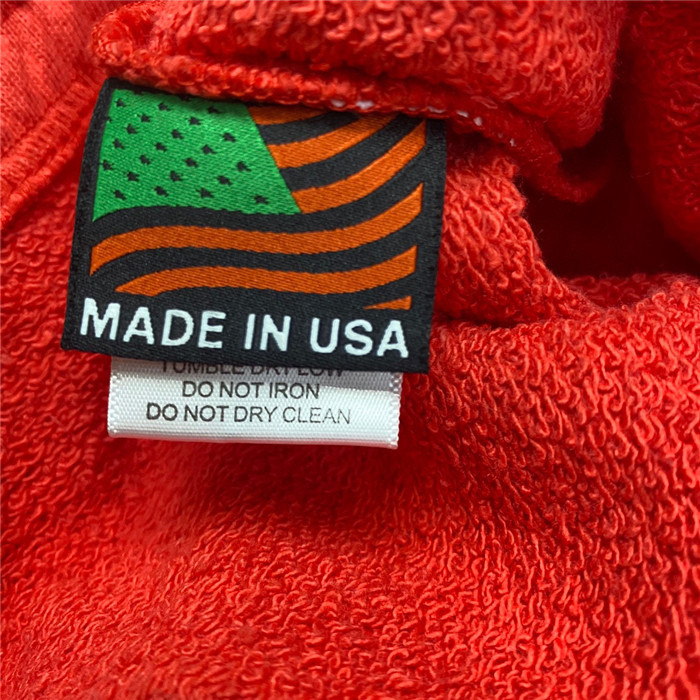 MADE IN USA
TUMBLE DRY LOW
DO NOT IRON
DO NOT DRY CLEAN